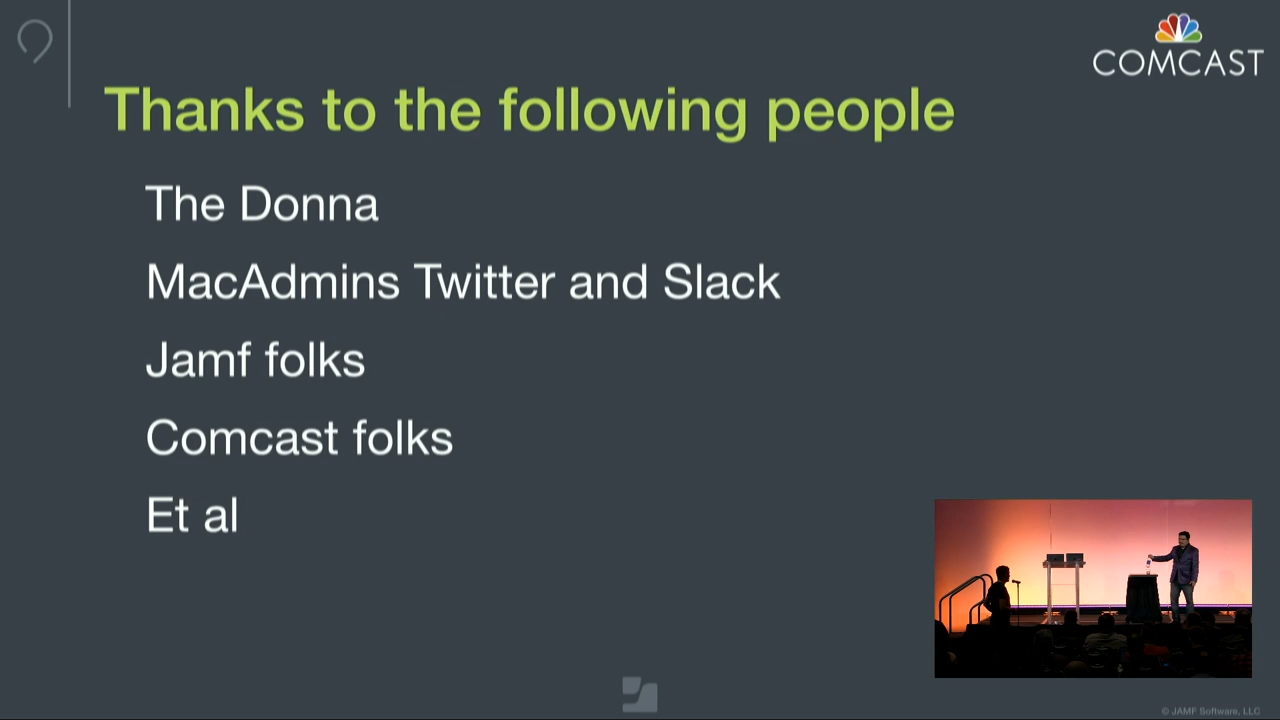 COMCAST
Thanks to the following people
The Donna
MacAdmins Twitter and Slack
Jamf folks
Comcast folks
Et al
© JAMF Software, LLC